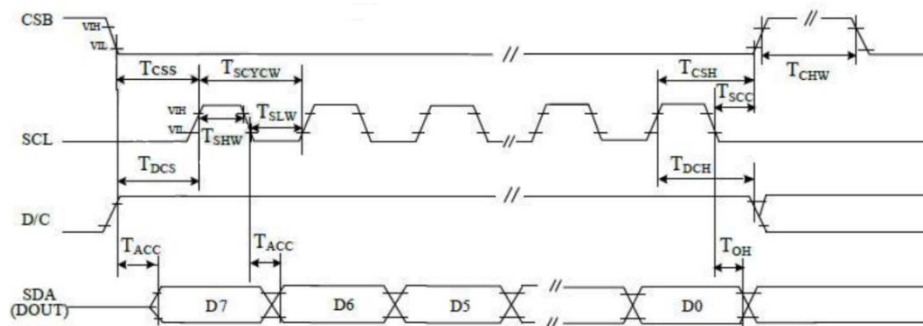 CSB
VIH
VIL
//
//
TCSS
TSCYCW
TCSH
TCHW
TSCC
VIH
TSLW
VIL
TSHW
SCL
//
TDCS
TDCH
//
D/C
TACC
TACC
TOH
//
SDA
(DOUT)
D7
D6
D5
D0
//